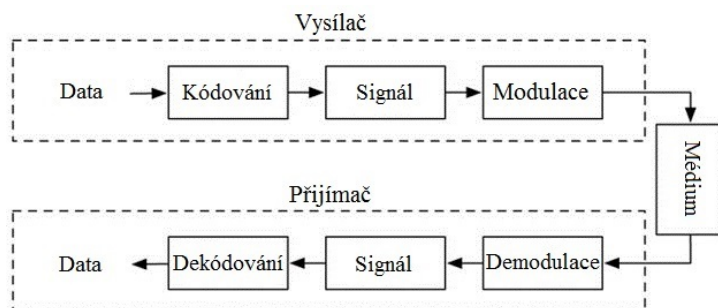 Vysílač
Data
Kódování
Signál
Modulace
Médium
Přijímač
Data
Dekódování
Signál
Demodulace